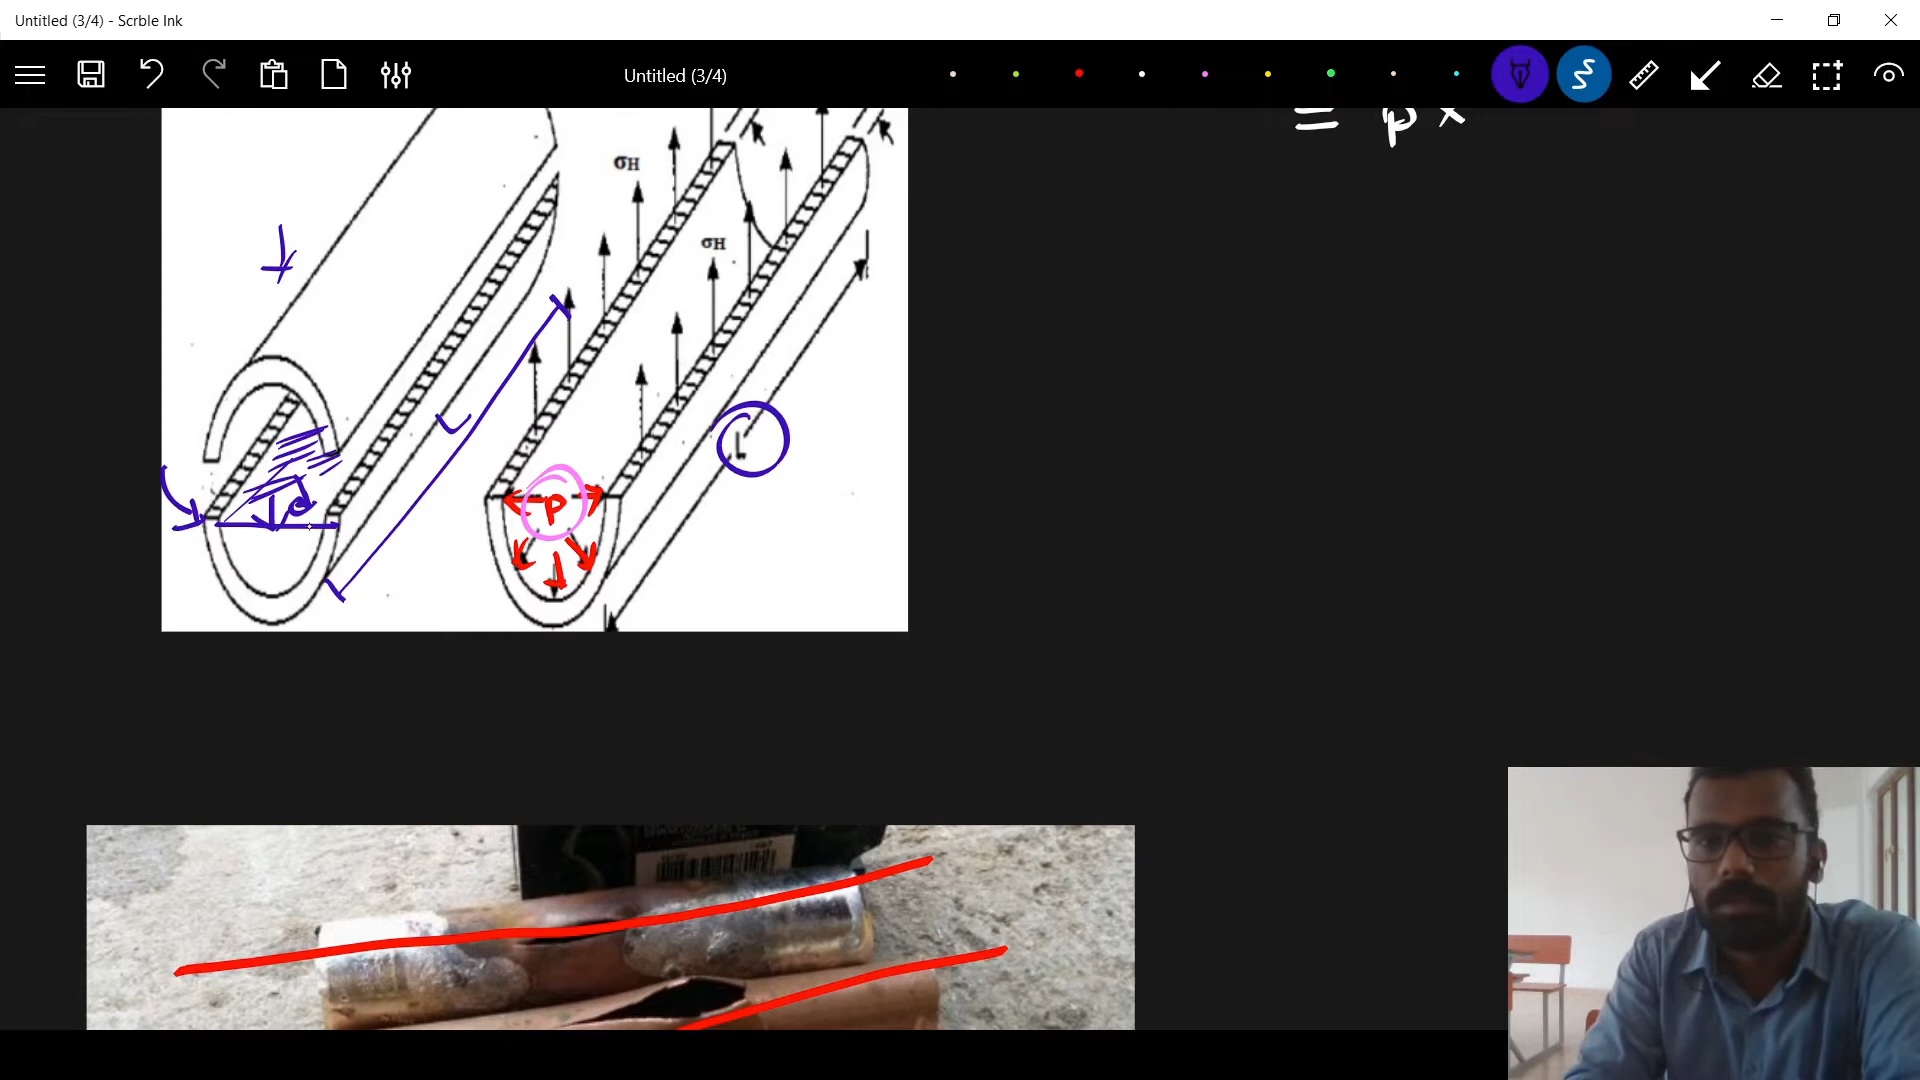 Untitled (3/4) - Scrble Ink
Untitled (3/4)
= p x
σH
σH
L
L
d
p